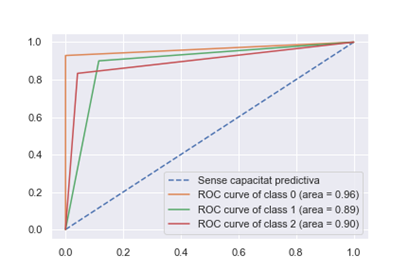 1.0
0.8
0.6
0.4
0.2
0.0
Sense capacitat predictiva
ROC curve of class 0 (area = 0.96)
ROC curve of class 1 (area = 0.89)
ROC curve of class 2 (area = 0.90)
0.0 0.2 0.4 0.6 0.8 1.0